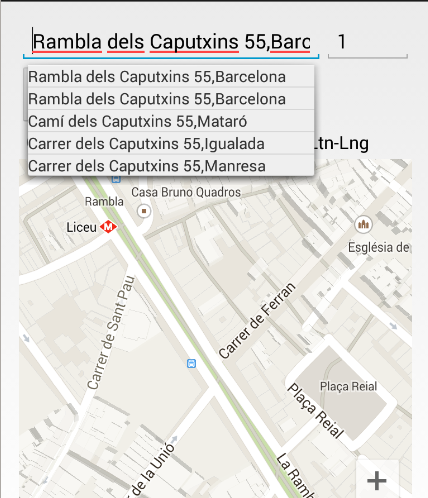 Rambla dels Caputxins 55,Barc
1
Rambla dels Caputxins 55,Barcelona
Rambla dels Caputxins 55,Barcelona
Camí dels Caputxins 55,Mataró
Carrer dels Caputxins 55,Igualada
Carrer dels Caputxins 55,Manresa
Ltn-Lng
Casa Bruno Quadros
Rambla
Liceu M
Església de
Carrer de Sant Pau
Carrer de Ferran
Plaça Reial
Plaça Reial
de la Unió
La Ramb
+